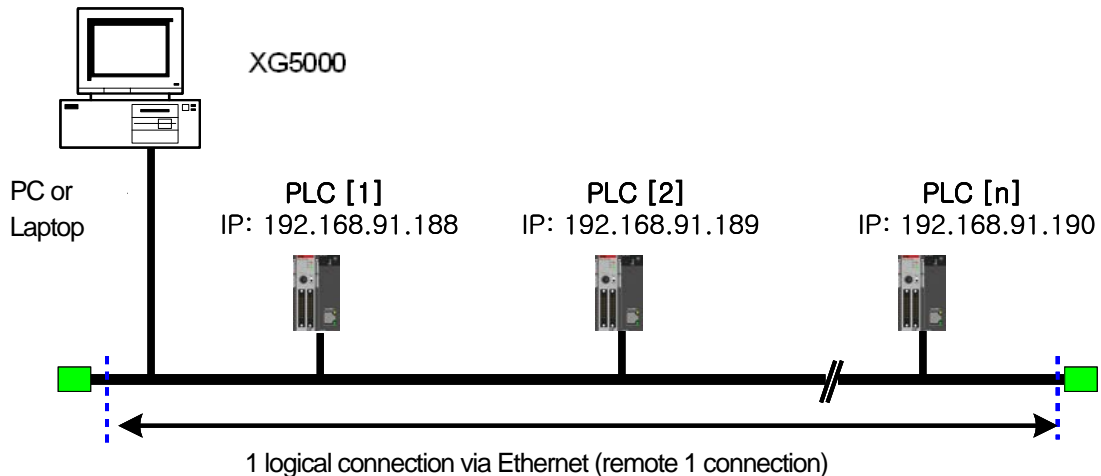 XG5000
PC or
Laptop
PLC [1]
IP: 192.168.91.188
PLC [2]
IP: 192.168.91.189
PLC [n]
IP: 192.168.91.190
1 logical connection via Ethernet (remote 1 connection)